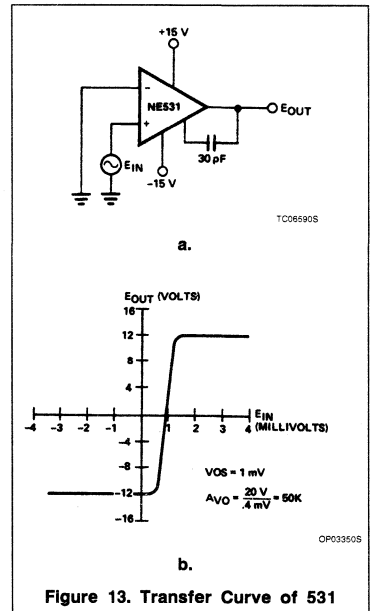 +15 V
NE531
−
+
EOUT
30 pF
EIN
−15 V
TC06590S
a.
EOUT (VOLTS)
16
12
8
4
EIN
-4 -3 -2 -1 1 2 3 4 (MILLIVOLTS)
-4
-8
-12
-16
VOS = 1 mV
AVO = 20 V / .4 mV = 50K
OP03350S
b.
Figure 13. Transfer Curve of 531